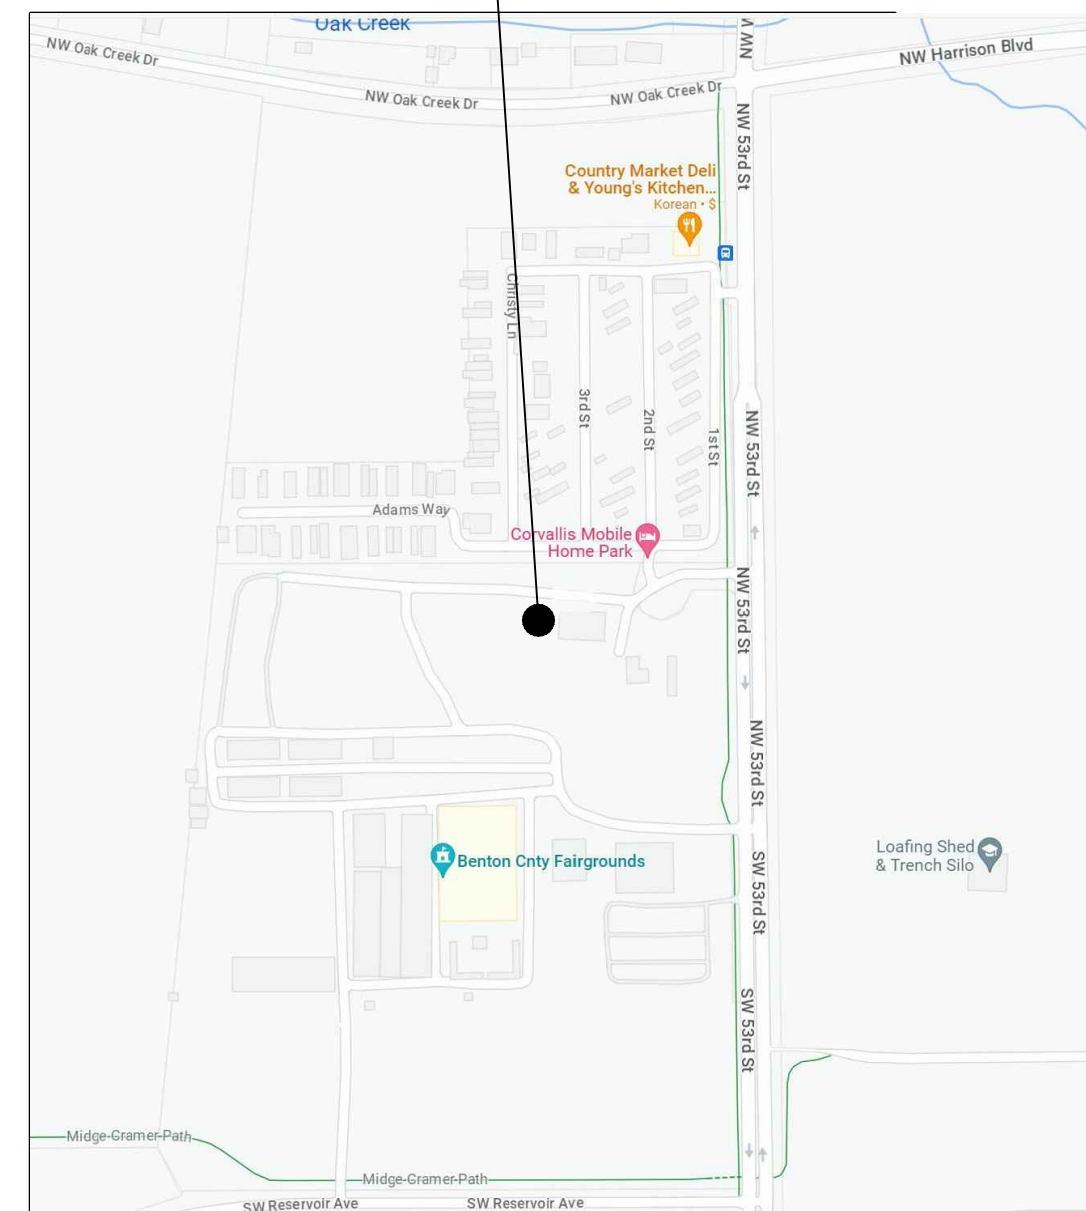 Oak Creek
NW Oak Creek Dr
NW Oak Creek Dr
NW Oak Creek Dr
NW
NW Harrison Blvd
NW 53rd St
Country Market Deli
& Young's Kitchen...
Korean • $
Christy Ln
3rd St
2nd St
1st St
NW 53rd St
Adams Way
Corvallis Mobile
Home Park
NW 53rd St
NW 53rd St
Benton Cnty Fairgrounds
Loafing Shed
& Trench Silo
SW 53rd St
SW 53rd St
Midge-Cramer-Path
Midge-Cramer-Path
SW Reservoir Ave
SW Reservoir Ave